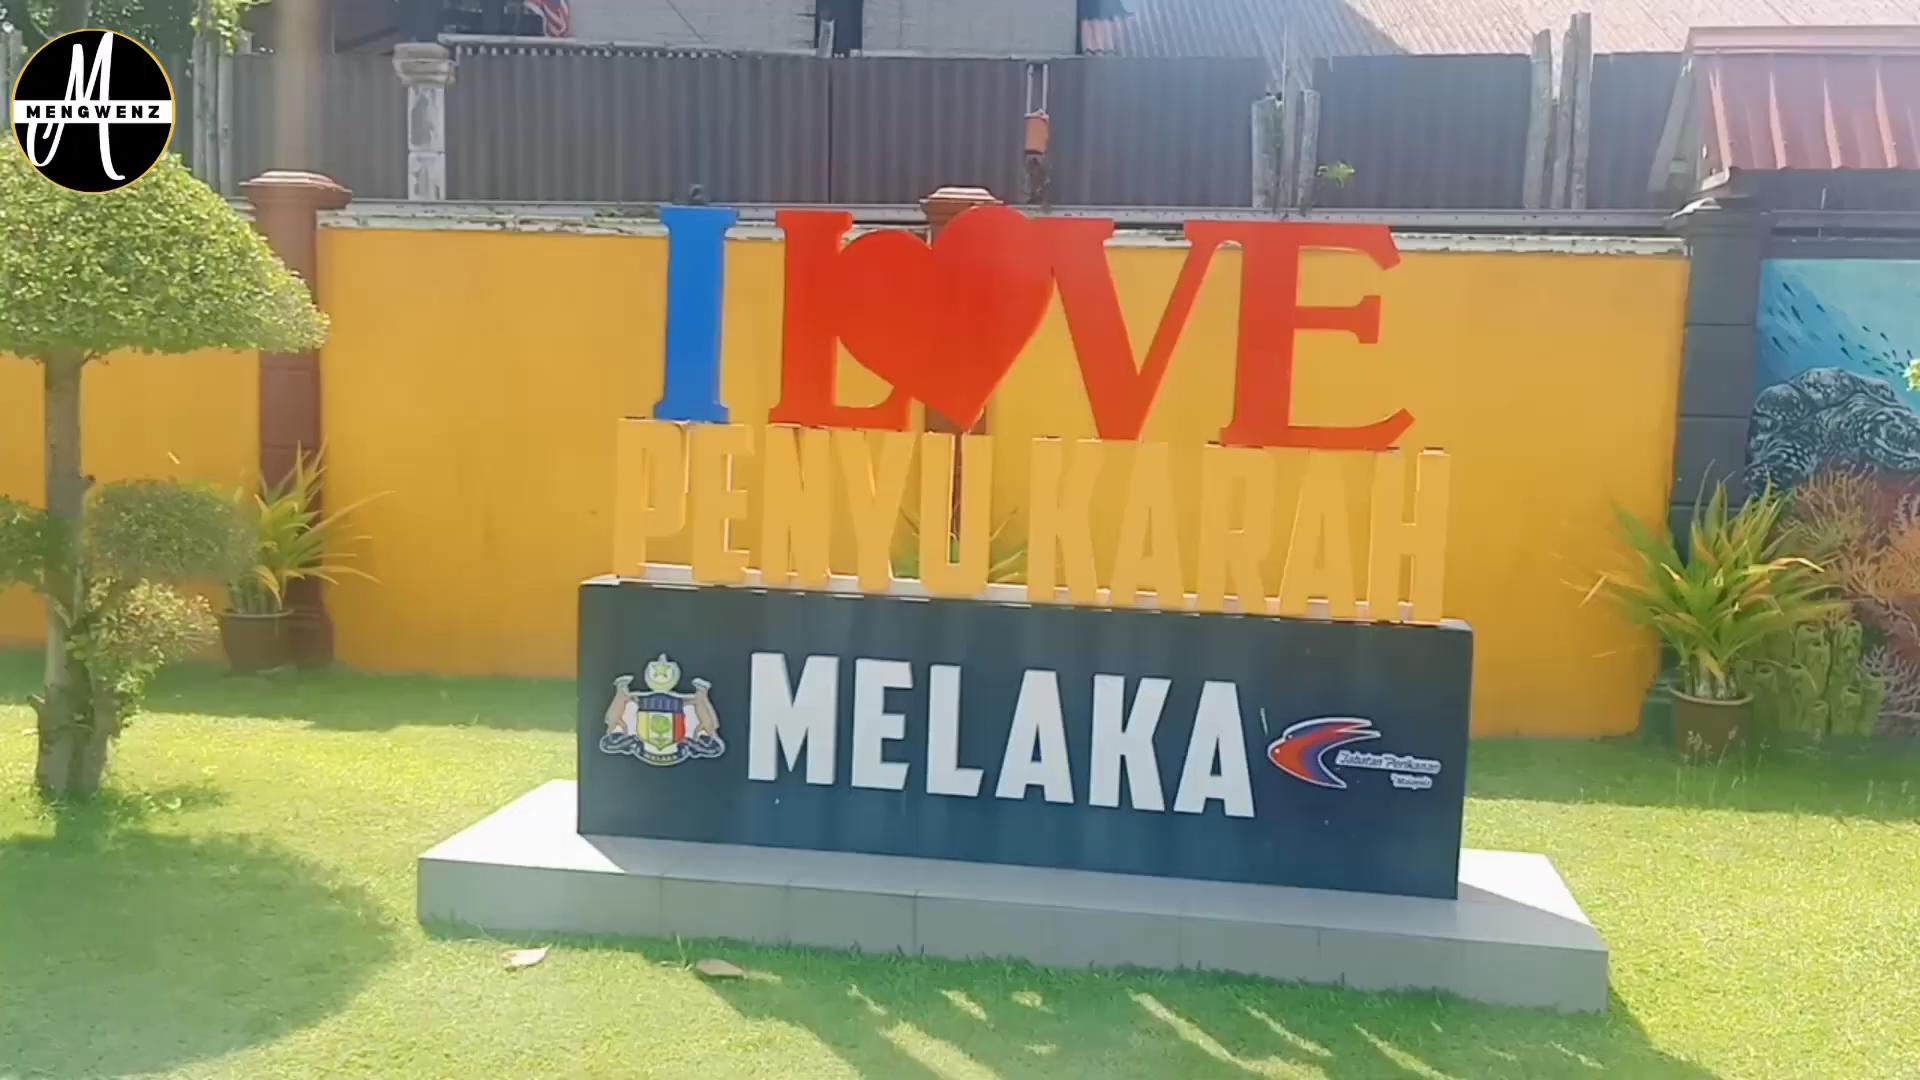 M
MENGWENZ
I LOVE
PENYU KARAH
MELAKA
MELAKA
Jabatan Perikanan
Malaysia